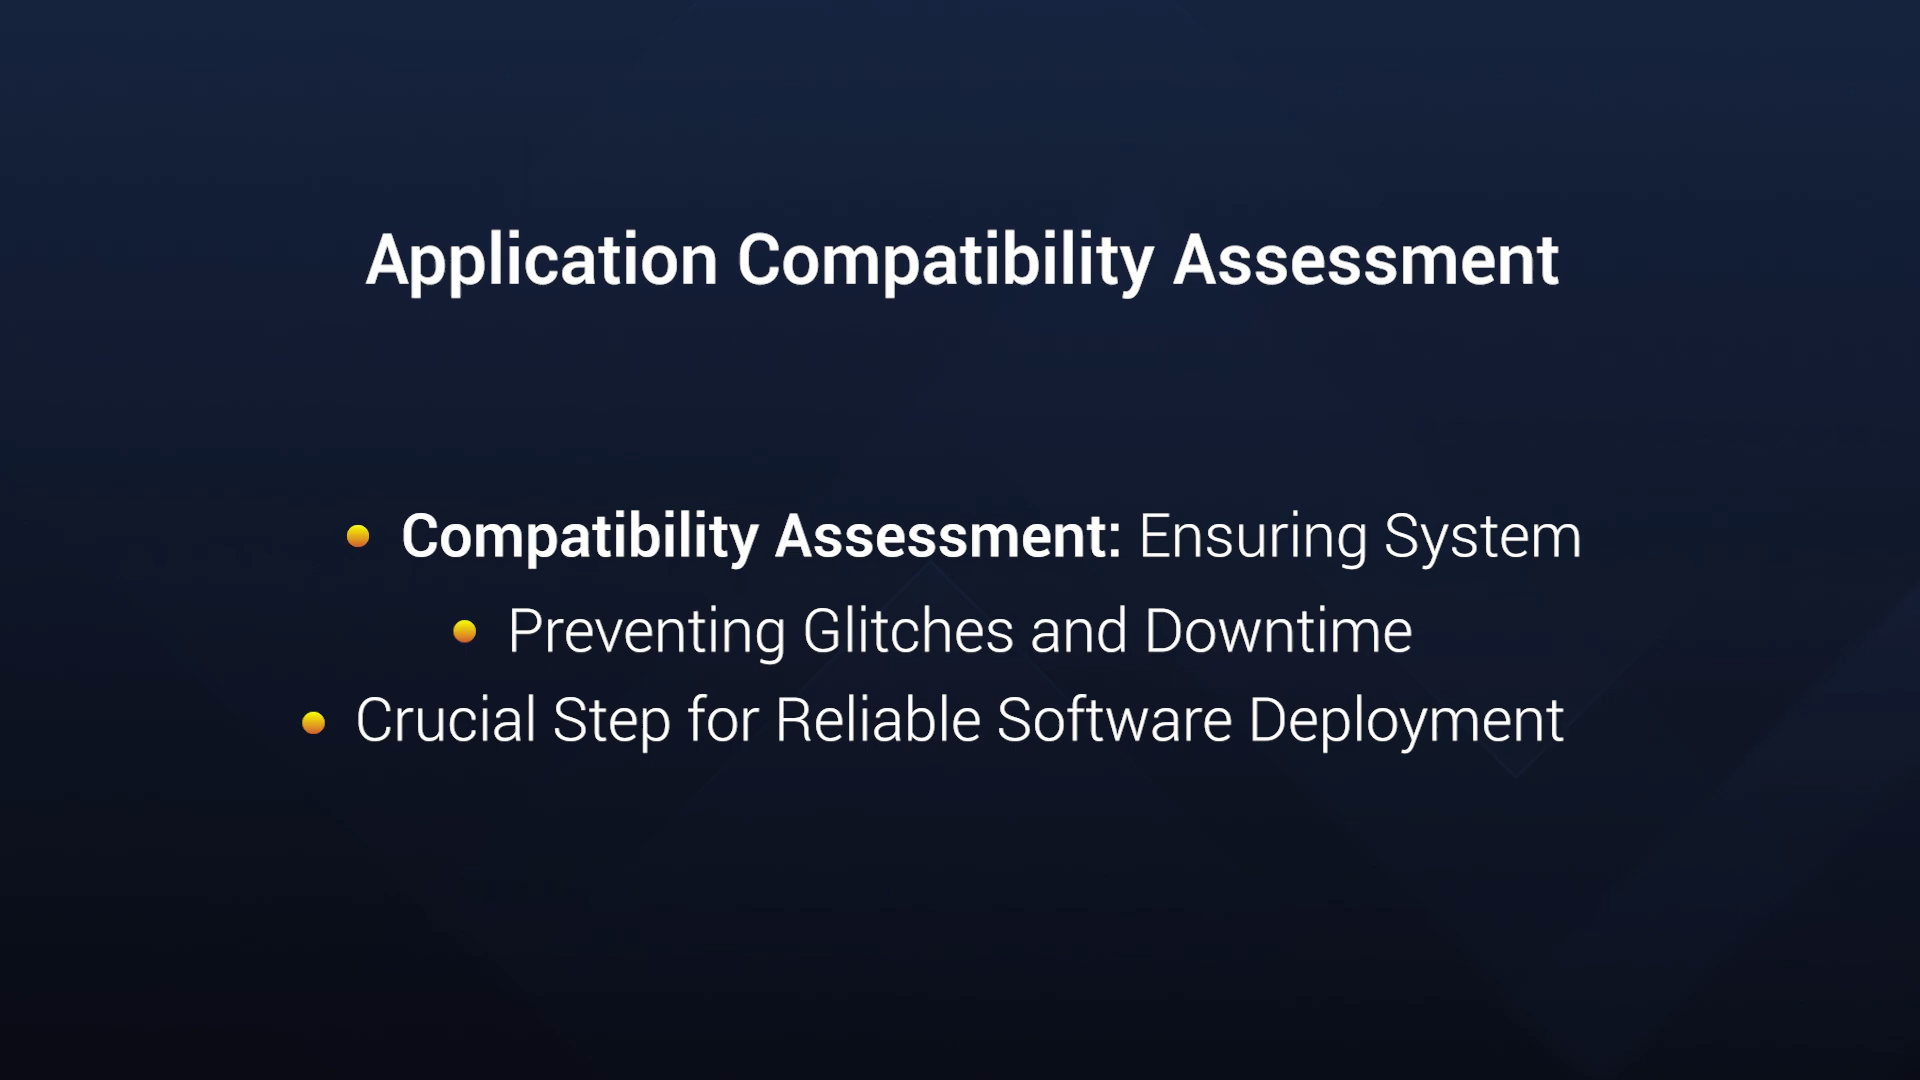 Application Compatibility Assessment
• Compatibility Assessment: Ensuring System
• Preventing Glitches and Downtime
• Crucial Step for Reliable Software Deployment